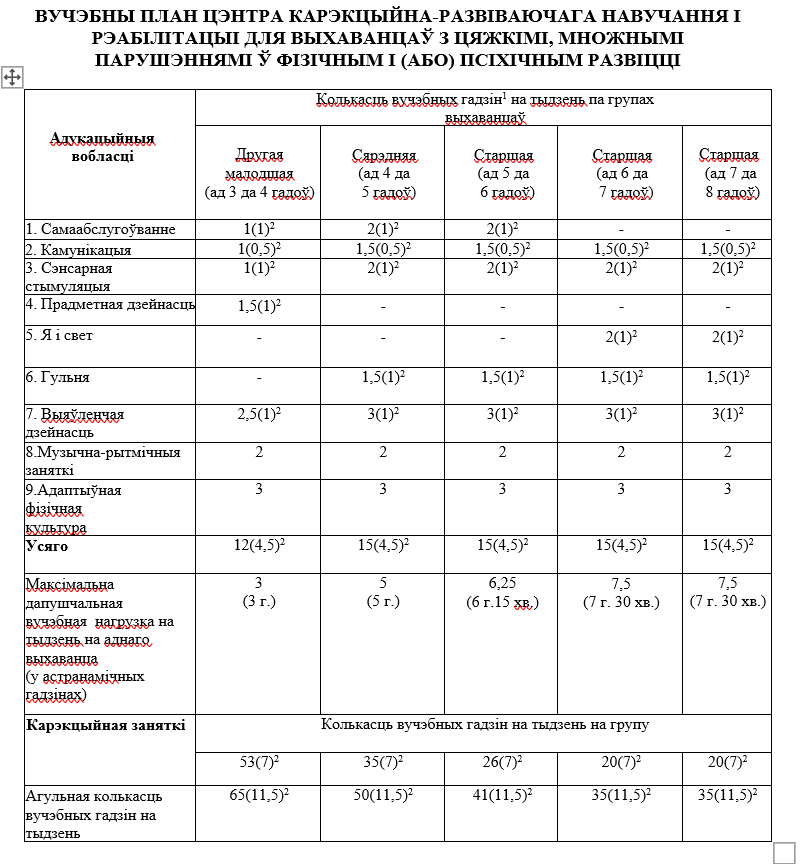 ВУЧЭБНЫ ПЛАН ЦЭНТРА КАРЭКЦЫЙНА-РАЗВІВАЮЧАГА НАВУЧАННЯ І
РЭАБІЛІТАЦЫІ ДЛЯ ВЫХАВАНЦАЎ З ЦЯЖКІМІ, МНОЖНЫМІ
ПАРУШЭННЯМІ Ў ФІЗІЧНЫМ І (АБО) ПСІХІЧНЫМ РАЗВІЦЦІ
Адукацыйныя
вобласці
Колькасць вучэбных гадзін¹ на тыдзень па групах
выхаванцаў
Другая
малодшая
(ад 3 да 4 гадоў)
Сярэдняя
(ад 4 да
5 гадоў)
Старшая
(ад 5 да
6 гадоў)
Старшая
(ад 6 да
7 гадоў)
Старшая
(ад 7 да
8 гадоў)
1. Самаабслугоўванне 1(1)² 2(1)² 2(1)² - -
2. Камунікацыя 1(0,5)² 1,5(0,5)² 1,5(0,5)² 1,5(0,5)² 1,5(0,5)²
3. Сэнсарная 1(1)² 2(1)² 2(1)² 2(1)² 2(1)²
стымуляцыя
4. Прадметная дзейнасць 1,5(1)² - - - -
5. Я і свет - - - 2(1)² 2(1)²
6. Гульня - 1,5(1)² 1,5(1)² 1,5(1)² 1,5(1)²
7. Выяўленчая 2,5(1)² 3(1)² 3(1)² 3(1)² 3(1)²
дзейнасць
8.Музычна-рытмічныя 2 2 2 2 2
заняткі
9.Адаптыўная 3 3 3 3 3
фізічная
культура
Усяго 12(4,5)² 15(4,5)² 15(4,5)² 15(4,5)² 15(4,5)²
Максімальна 3 5 6,25 7,5 7,5
дапушчальная (3 г.) (5 г.) (6 г.15 хв.) (7 г. 30 хв.) (7 г. 30 хв.)
вучэбная нагрузка на
тыдзень на аднаго
выхаванца
(у астранамічных
гадзінах)
Карэкцыйная заняткі Колькасць вучэбных гадзін на тыдзень на групу
53(7)² 35(7)² 26(7)² 20(7)² 20(7)²
Агульная колькасць 65(11,5)² 50(11,5)² 41(11,5)² 35(11,5)² 35(11,5)²
вучэбных гадзін на
тыдзень